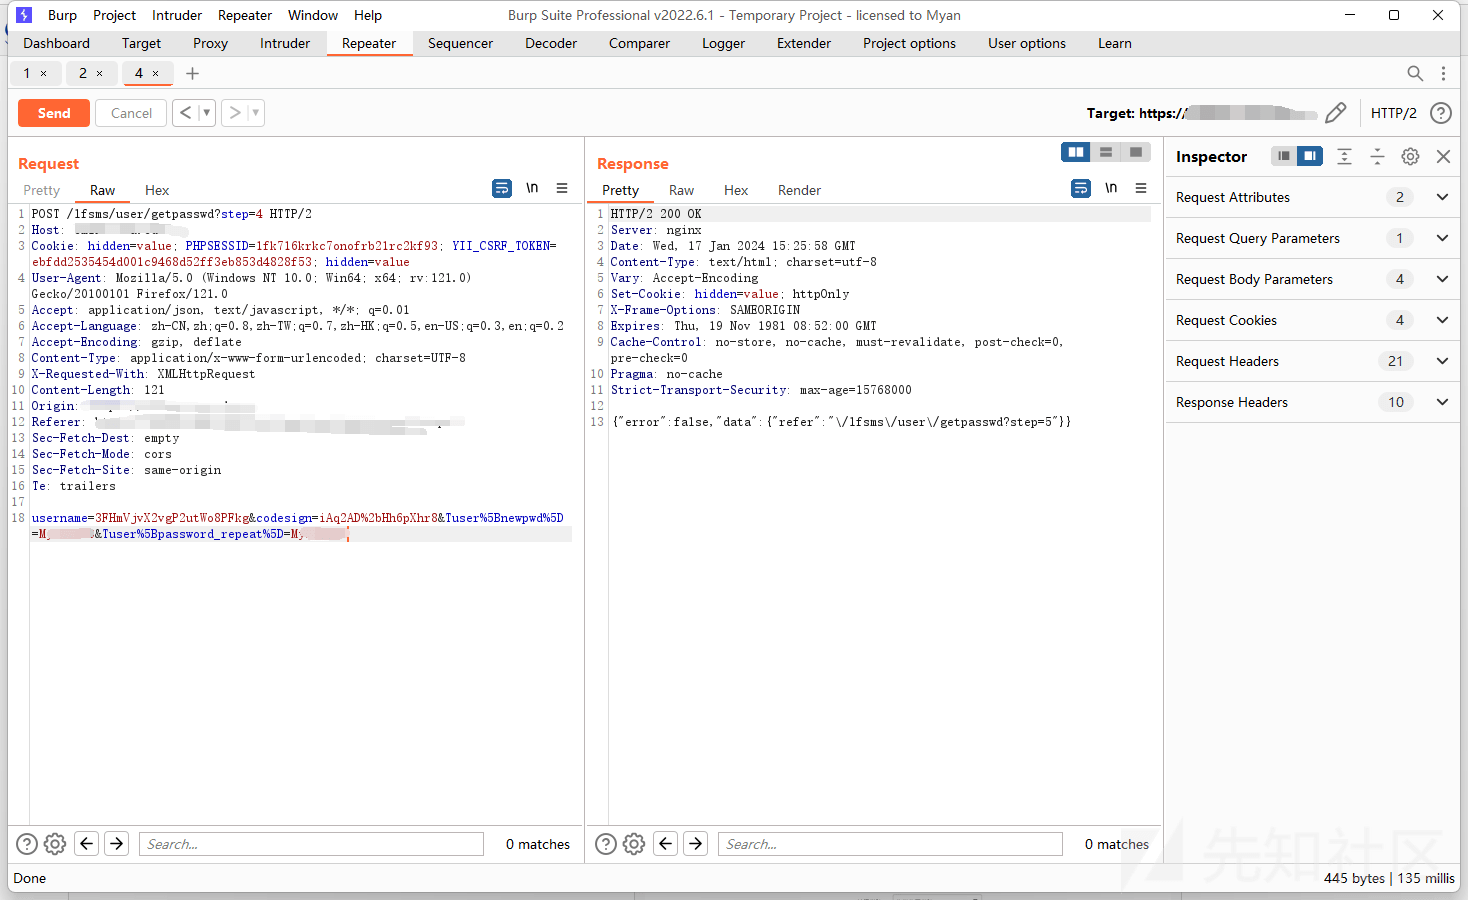 Burp Project Intruder Repeater Window Help Burp Suite Professional v2022.6.1 - Temporary Project - licensed to Myan
Dashboard Target Proxy Intruder Repeater Sequencer Decoder Comparer Logger Extender Project options User options Learn
1 × 2 × 4 × +
Send Cancel < > Target: https:// HTTP/2 ?
Request
Pretty Raw Hex \n
1 POST /lfsms/user/getpasswd?step=4 HTTP/2
2 Host:
3 Cookie: hidden=value; PHPSESSID=1fk716krkc7onofrb21rc2kf93; YII_CSRF_TOKEN=
ebfdd2535454d001c9468d52ff3eb853d4828f53; hidden=value
4 User-Agent: Mozilla/5.0 (Windows NT 10.0; Win64; x64; rv:121.0)
Gecko/20100101 Firefox/121.0
5 Accept: application/json, text/javascript, */*; q=0.01
6 Accept-Language: zh-CN,zh;q=0.8,zh-TW;q=0.7,zh-HK;q=0.5,en-US;q=0.3,en;q=0.2
7 Accept-Encoding: gzip, deflate
8 Content-Type: application/x-www-form-urlencoded; charset=UTF-8
9 X-Requested-With: XMLHttpRequest
10 Content-Length: 121
11 Origin:
12 Referer:
13 Sec-Fetch-Dest: empty
14 Sec-Fetch-Mode: cors
15 Sec-Fetch-Site: same-origin
16 Te: trailers
17
18 username=3FHmVjvX2vgP2utWo8PFkg&codesign=iAq2AD%2bHh6pXhr8&Tuser%5Bnewpwd%5D
=My&Tuser%5Bpassword_repeat%5D=My
Response
Pretty Raw Hex Render \n
1 HTTP/2 200 OK
2 Server: nginx
3 Date: Wed, 17 Jan 2024 15:25:58 GMT
4 Content-Type: text/html; charset=utf-8
5 Vary: Accept-Encoding
6 Set-Cookie: hidden=value; httpOnly
7 X-Frame-Options: SAMEORIGIN
8 Expires: Thu, 19 Nov 1981 08:52:00 GMT
9 Cache-Control: no-store, no-cache, must-revalidate, post-check=0,
pre-check=0
10 Pragma: no-cache
11 Strict-Transport-Security: max-age=15768000
12
13 {"error":false,"data":{"refer":"\/lfsms\/user\/getpasswd?step=5"}}
Inspector
Request Attributes 2
Request Query Parameters 1
Request Body Parameters 4
Request Cookies 4
Request Headers 21
Response Headers 10
? Search... 0 matches
? Search... 0 matches
先知社区
Done 445 bytes | 135 millis